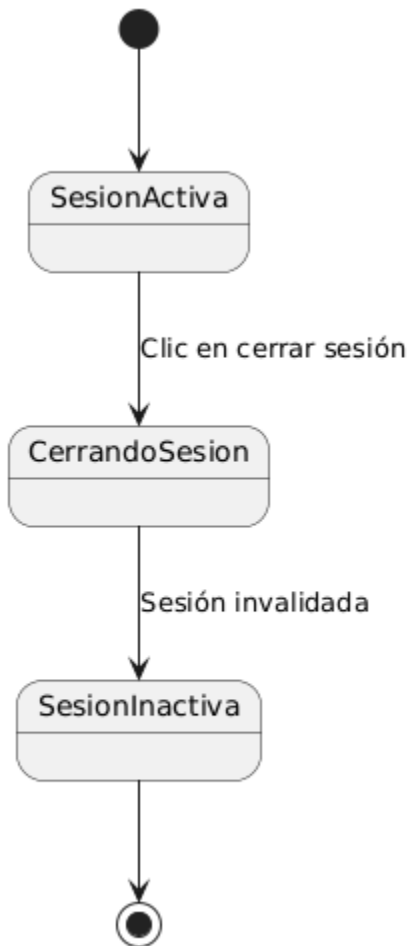 SesionActiva
Clic en cerrar sesión
CerrandoSesion
Sesión invalidada
SesionInactiva